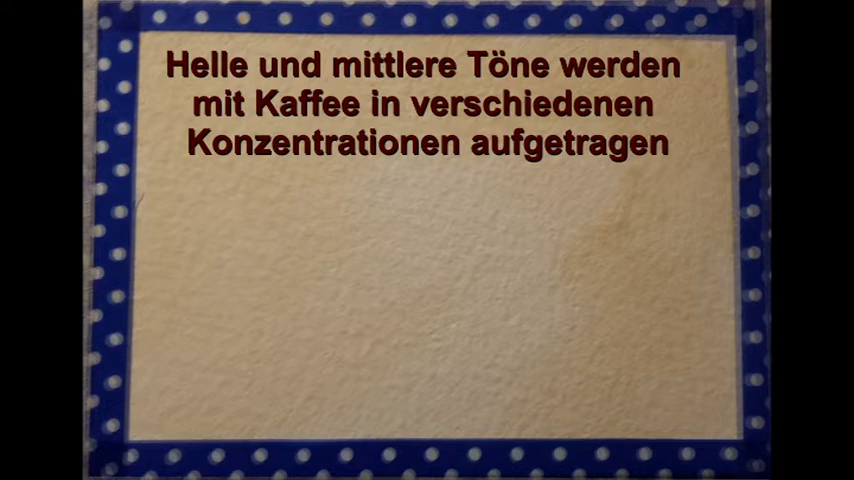 Helle und mittlere Töne werden
mit Kaffee in verschiedenen
Konzentrationen aufgetragen